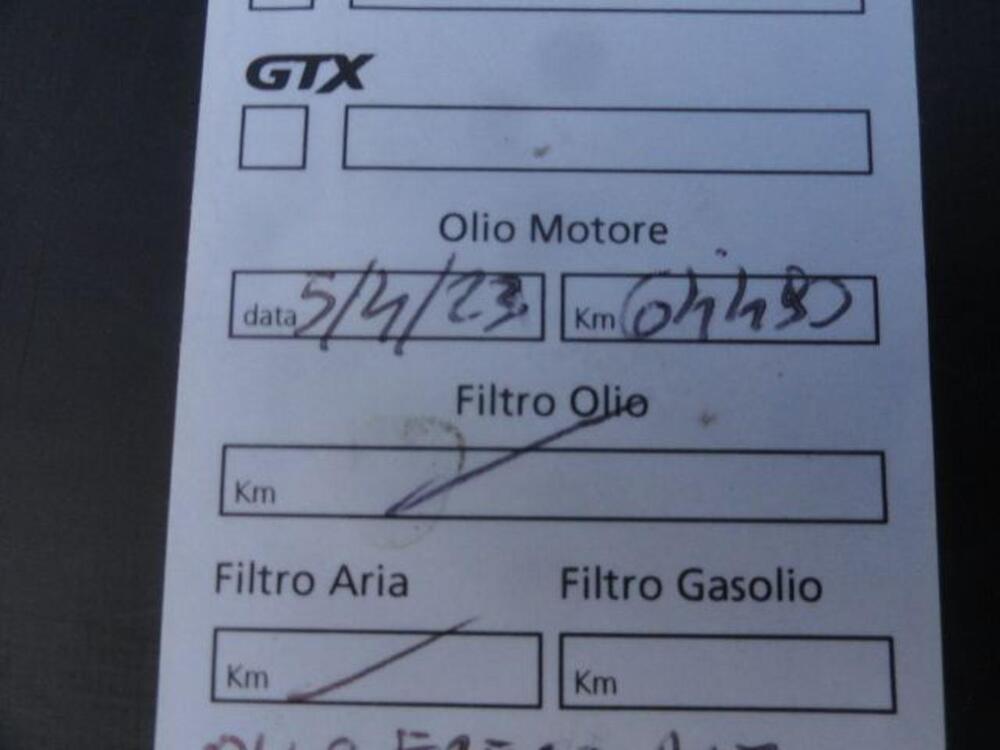 GTX
Olio Motore
data 5/4/23 Km
Filtro Olio
Km
Filtro Aria Filtro Gasolio
Km Km